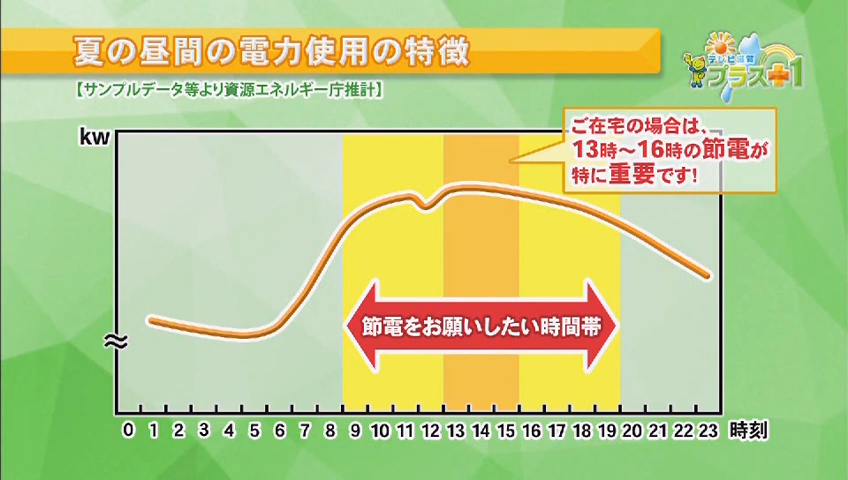 夏の昼間の電力使用の特徴
【サンプルデータ等より資源エネルギー庁推計】
プラス+1
kw
ご在宅の場合は、
13時～16時の節電が
特に重要です!
節電をお願いしたい時間帯
0 1 2 3 4 5 6 7 8 9 10 11 12 13 14 15 16 17 18 19 20 21 22 23 時刻